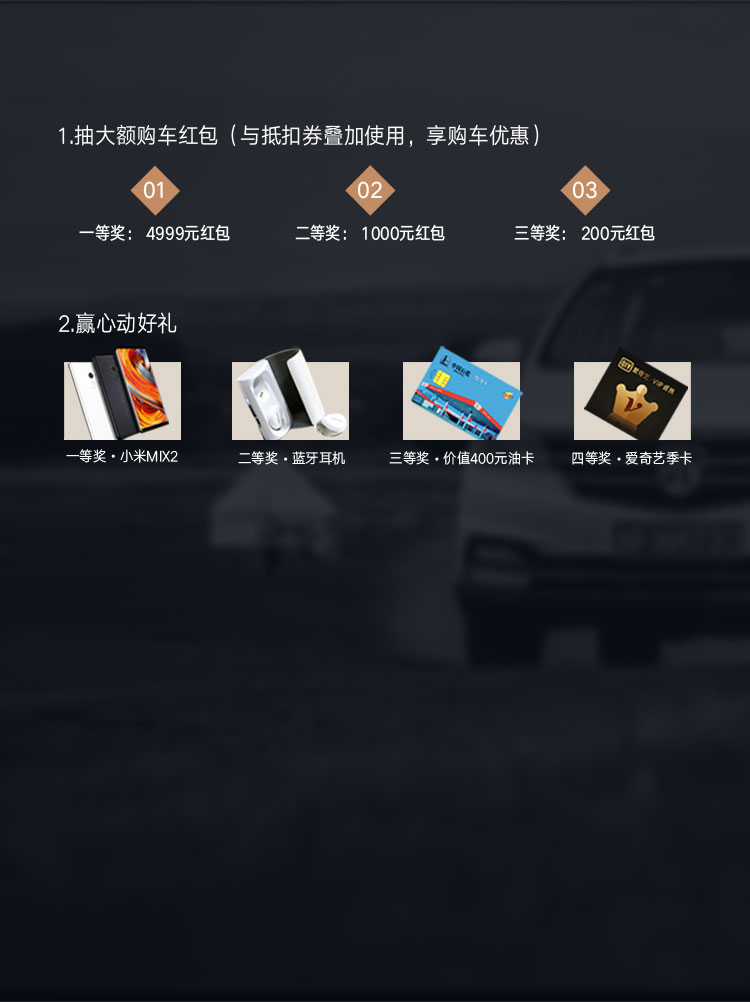 1.抽大额购车红包（与抵扣券叠加使用，享购车优惠）
01 02 03
一等奖： 4999元红包 二等奖： 1000元红包 三等奖： 200元红包
2.赢心动好礼
一等奖·小米MIX2 二等奖·蓝牙耳机 三等奖·价值400元油卡 四等奖·爱奇艺季卡